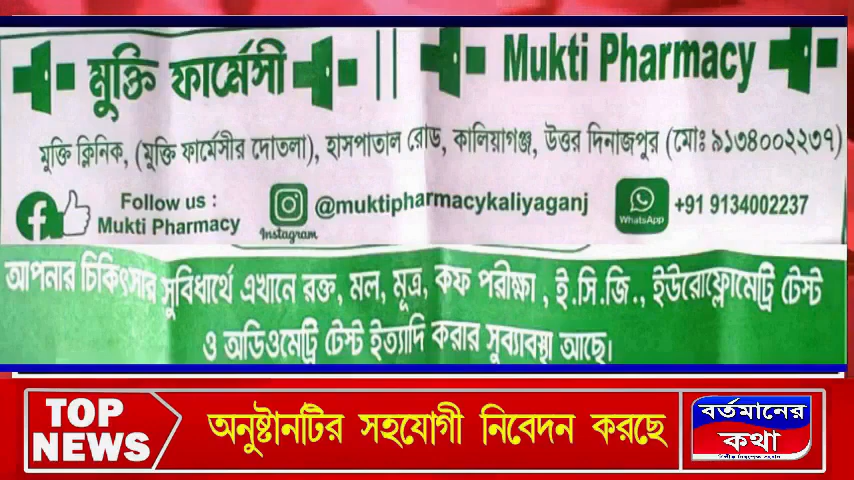 মুক্তি ফার্মেসী || Mukti Pharmacy
মুক্তি ক্লিনিক, (মুক্তি ফার্মেসীর দোতলা), হাসপাতাল রোড, কালিয়াগঞ্জ, উত্তর দিনাজপুর (মোঃ ৯১৩৪০০২২৩৭)
Follow us :
Mukti Pharmacy
Instagram
@muktipharmacykaliyaganj
WhatsApp
+91 9134002237
আপনার চিকিৎসার সুবিধার্থে এখানে রক্ত, মল, মূত্র, কফ পরীক্ষা , ই.সি.জি., ইউরোফ্লোমেট্রি টেস্ট
ও অডিওমেট্রি টেস্ট ইত্যাদি করার সুব্যাবস্থা আছে।
TOP
NEWS
অনুষ্টানটির সহযোগী নিবেদন করছে
বর্তমানের
কথা